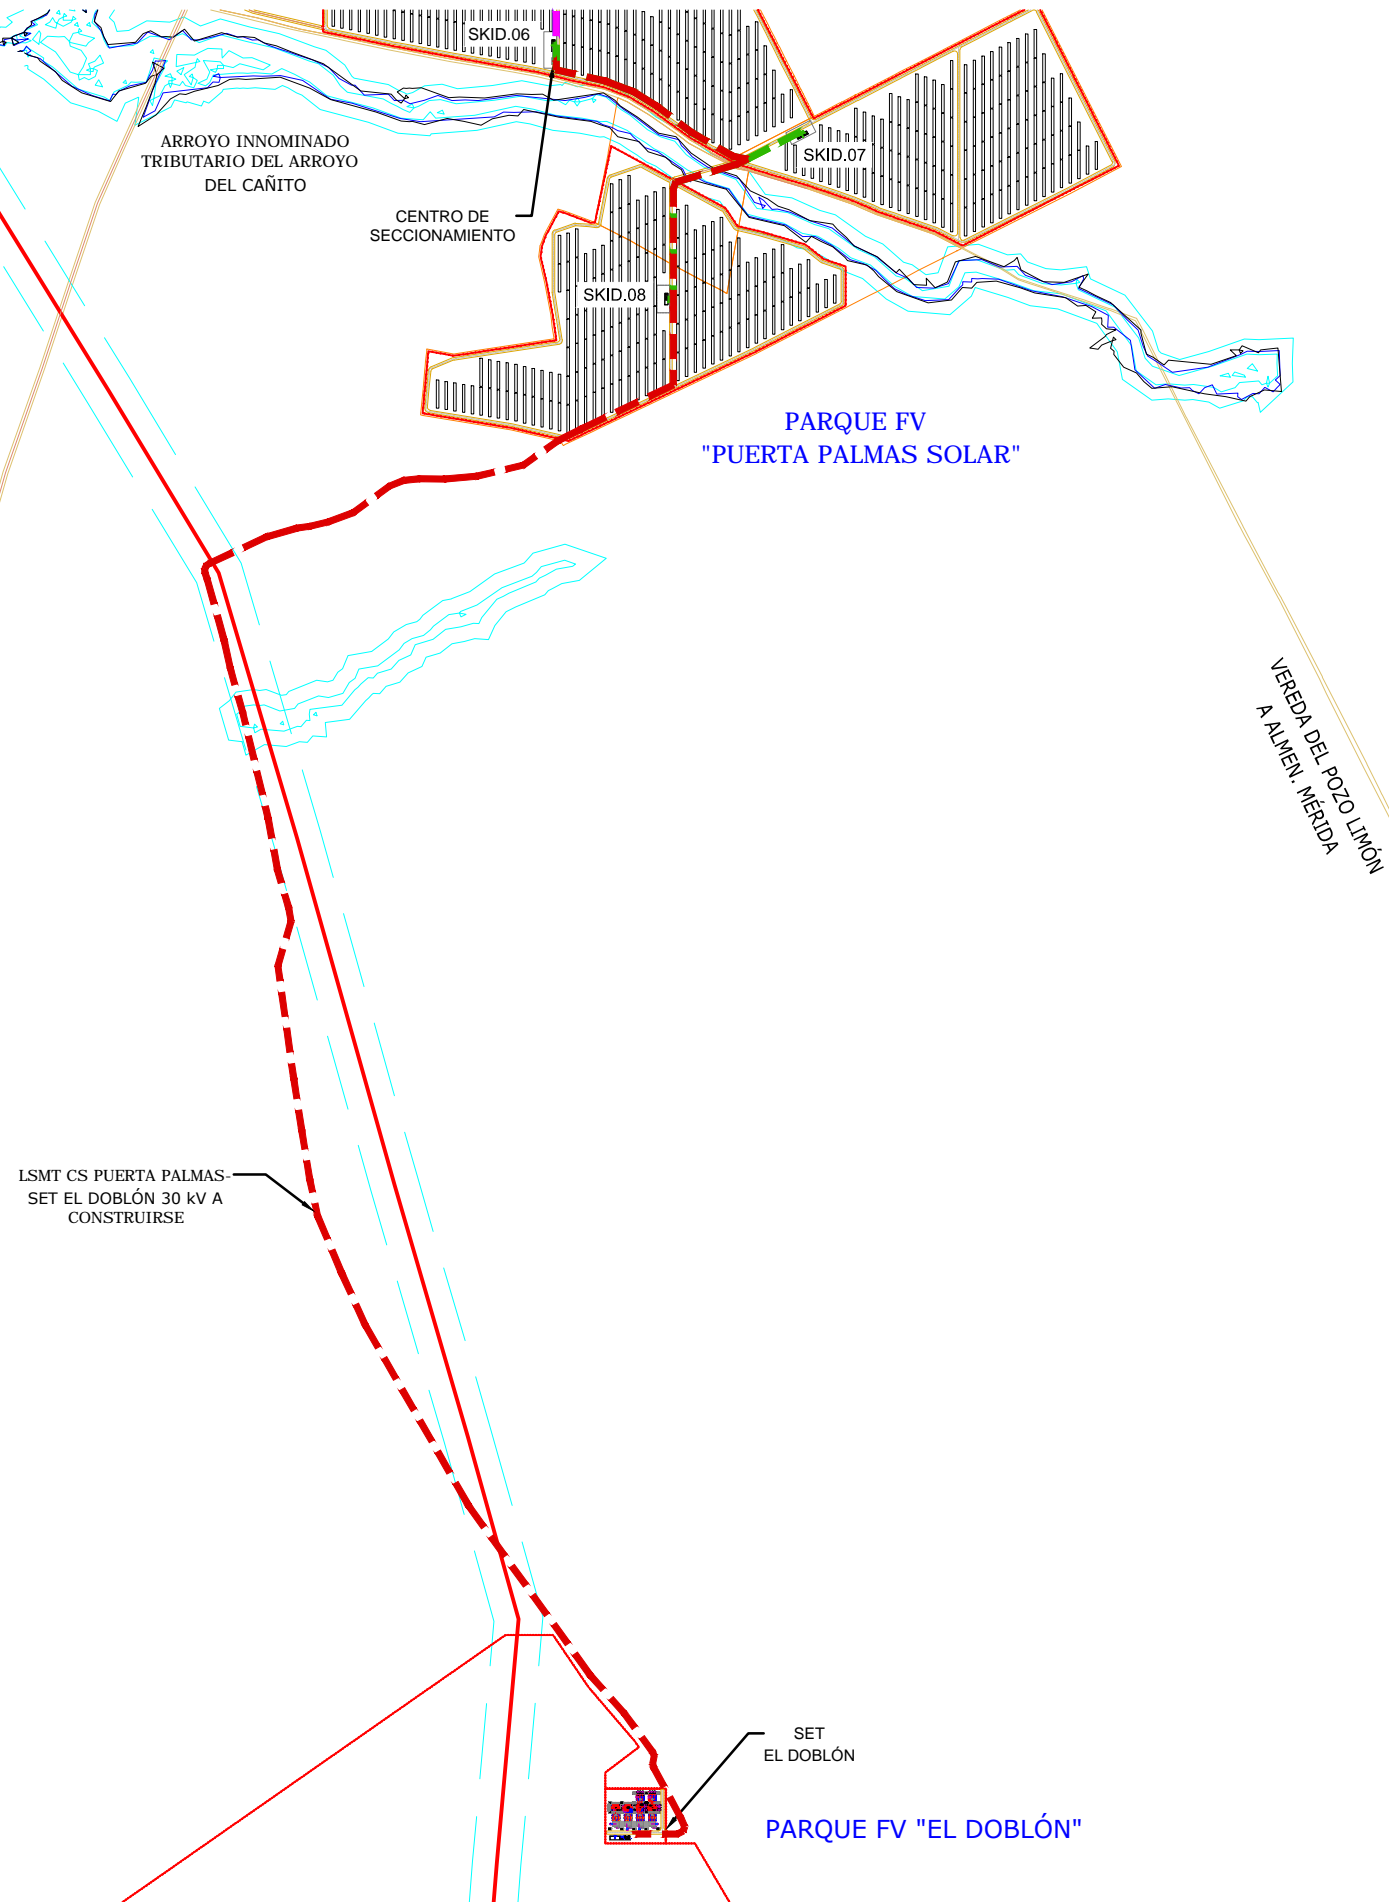 SKID.06
ARROYO INNOMINADO
TRIBUTARIO DEL ARROYO
DEL CAÑITO
SKID.07
CENTRO DE
SECCIONAMIENTO
SKID.08
PARQUE FV
"PUERTA PALMAS SOLAR"
VEREDA DEL POZO LIMÓN
A ALMEN. MÉRIDA
LSMT CS PUERTA PALMAS-
SET EL DOBLÓN 30 kV A
CONSTRUIRSE
SET
EL DOBLÓN
PARQUE FV "EL DOBLÓN"